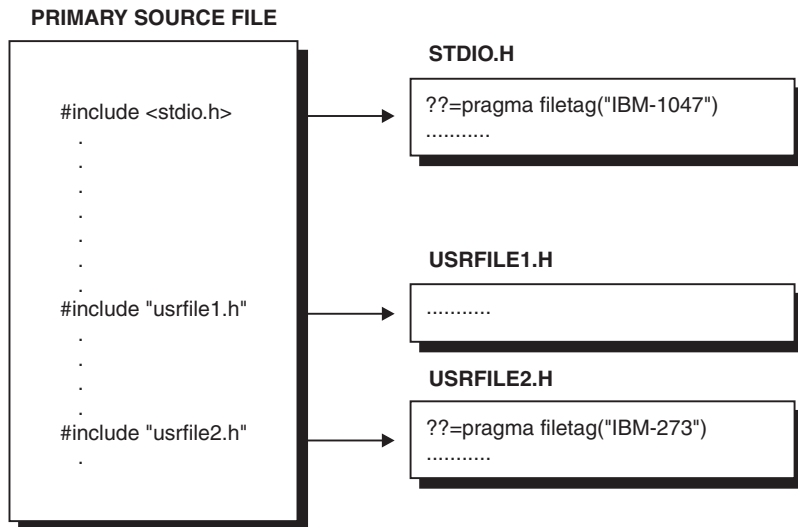 PRIMARY SOURCE FILE
#include <stdio.h>
.
.
.
.
.
.
.
#include "usrfile1.h"
.
.
.
.
#include "usrfile2.h"
.
STDIO.H
??=pragma filetag("IBM-1047")
...........
USRFILE1.H
...........
USRFILE2.H
??=pragma filetag("IBM-273")
...........